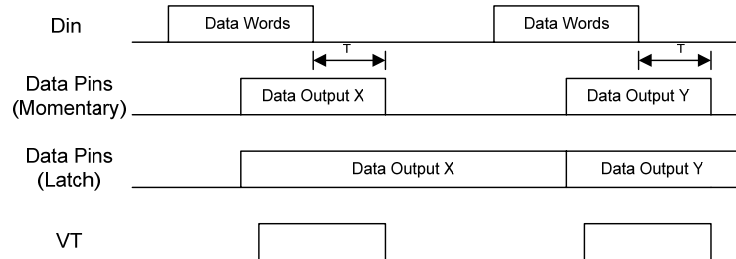 Din
Data Words
Data Words
T
T
Data Pins
(Momentary)
Data Output X
Data Output Y
Data Pins
(Latch)
Data Output X
Data Output Y
VT